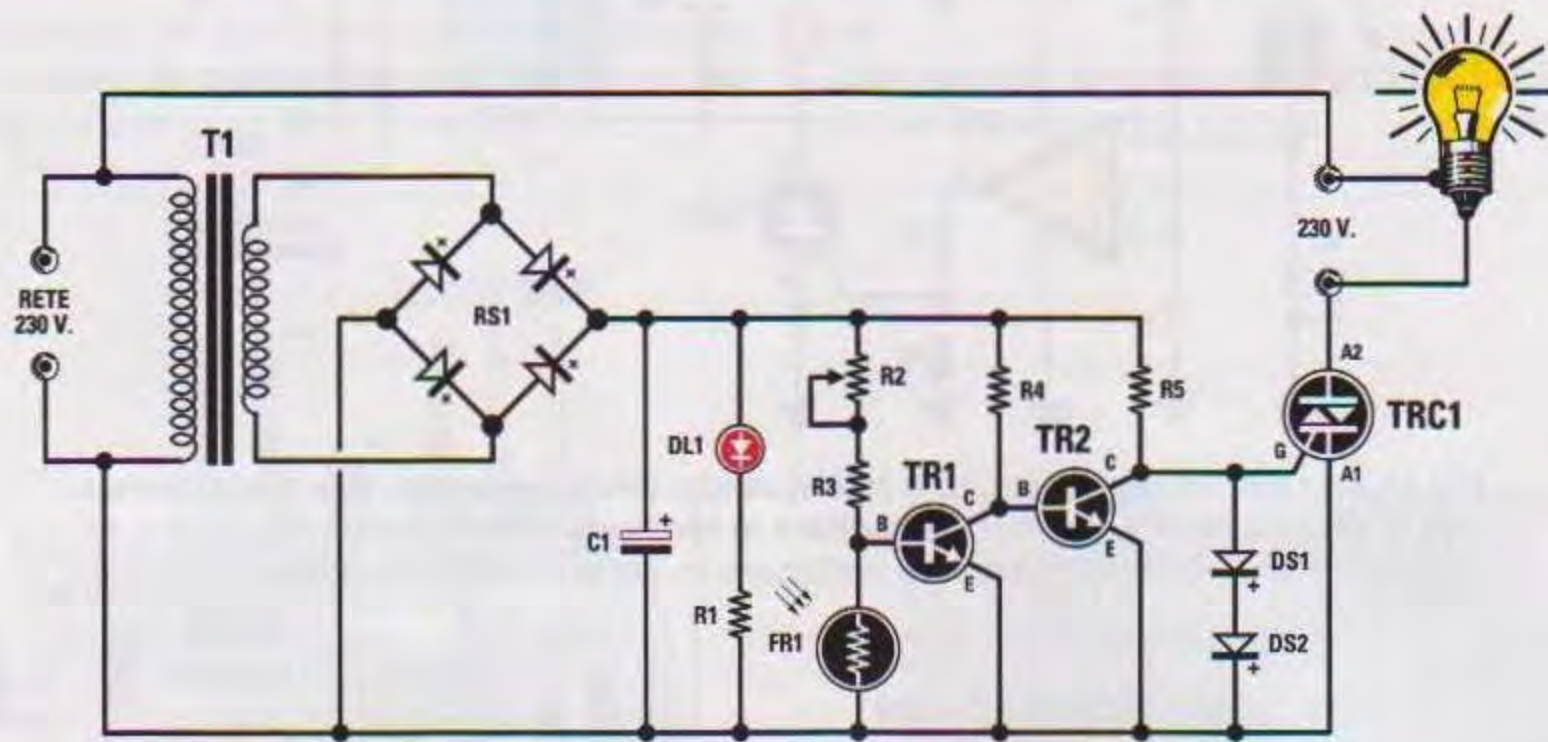 T1
RETE
230 V.
RS1
C1
+
DL1
R1
R2
R3
FR1
B
TR1
C
E
R4
B
TR2
C
E
R5
DS1
+
DS2
+
230 V.
A2
G
TRC1
A1